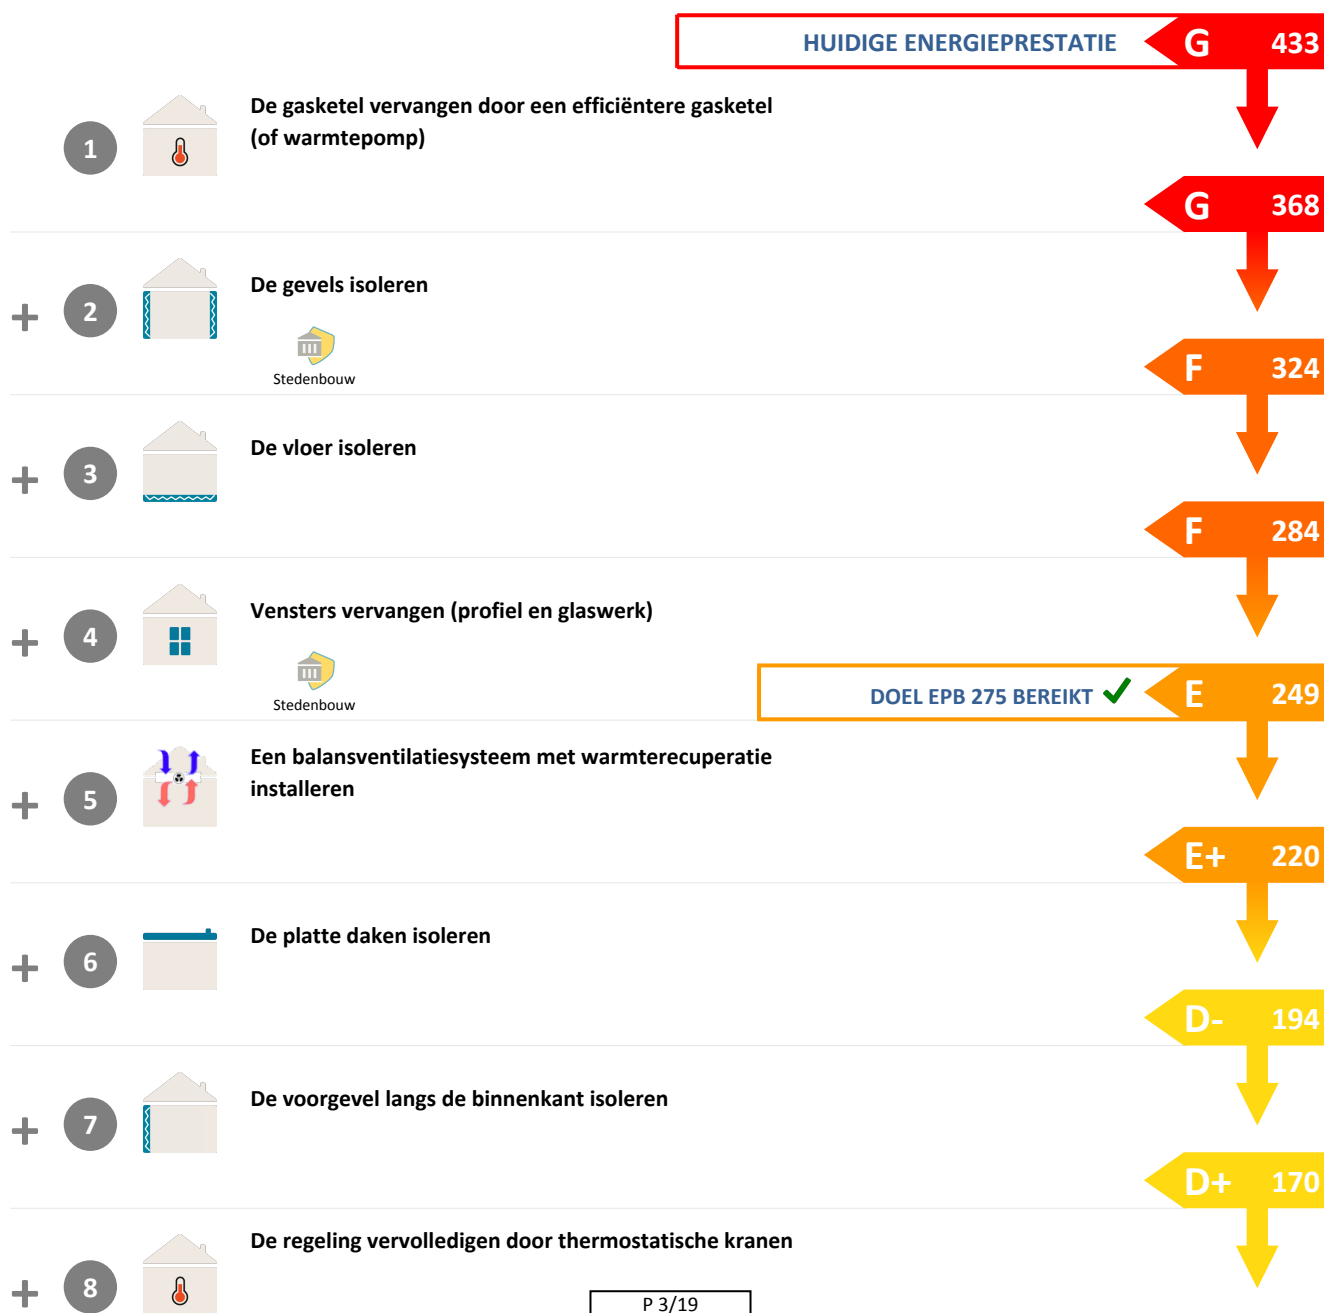 HUIDIGE ENERGIEPRESTATIE G 433
1 De gasketel vervangen door een efficiëntere gasketel
(of warmtepomp)
G 368
+ 2 De gevels isoleren
Stedenbouw
F 324
+ 3 De vloer isoleren
F 284
+ 4 Vensters vervangen (profiel en glaswerk)
Stedenbouw
DOEL EPB 275 BEREIKT ✓ E 249
+ 5 Een balansventilatiesysteem met warmterecuperatie
installeren
E+ 220
+ 6 De platte daken isoleren
D- 194
+ 7 De voorgevel langs de binnenkant isoleren
D+ 170
+ 8 De regeling vervolledigen door thermostatische kranen
P 3/19